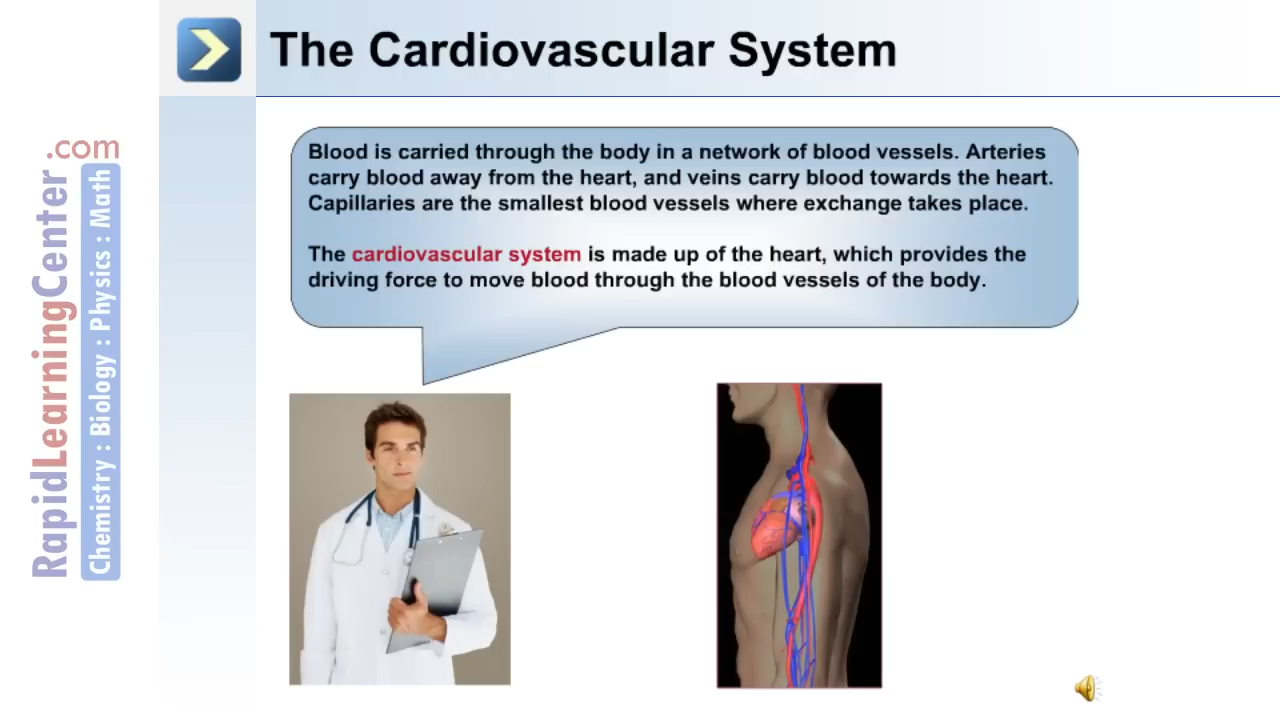 The Cardiovascular System
Blood is carried through the body in a network of blood vessels. Arteries
carry blood away from the heart, and veins carry blood towards the heart.
Capillaries are the smallest blood vessels where exchange takes place.
The cardiovascular system is made up of the heart, which provides the
driving force to move blood through the blood vessels of the body.
RapidLearningCenter.com
Chemistry : Biology : Physics : Math